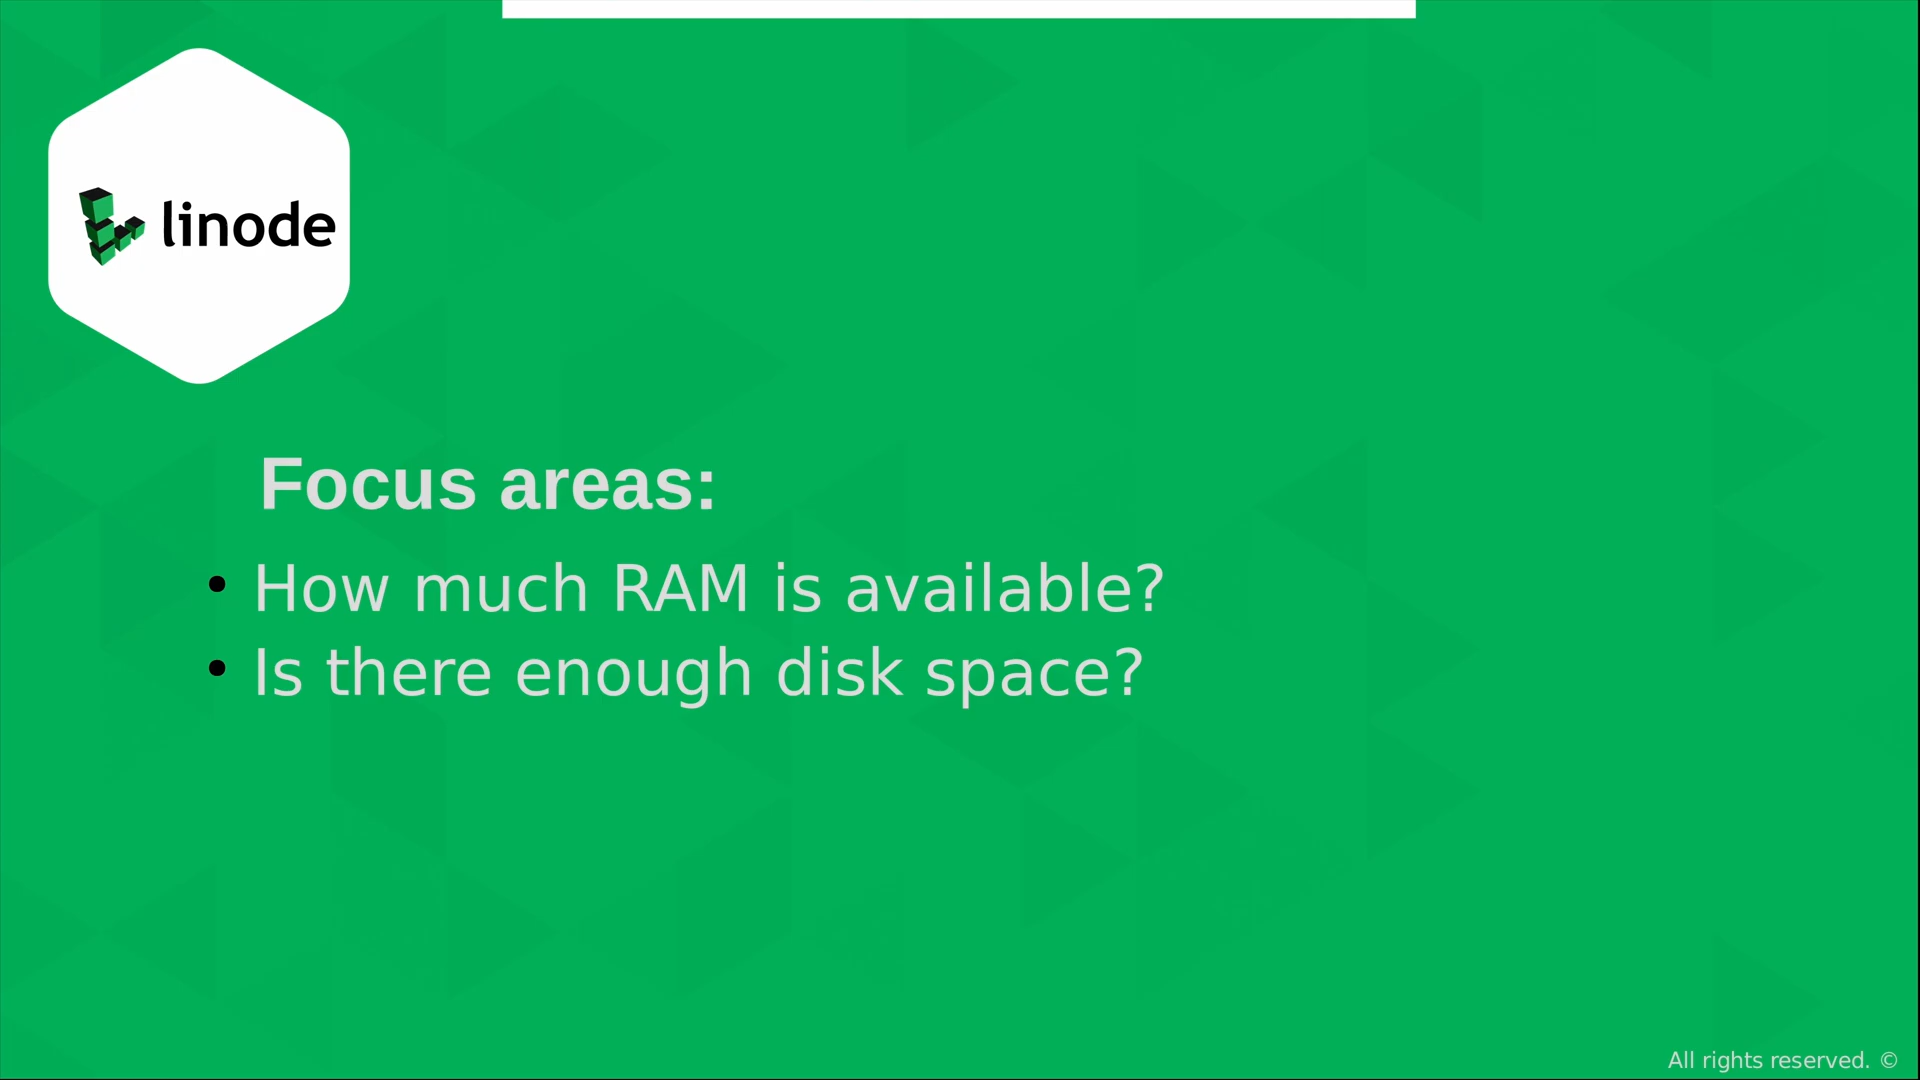 linode
Focus areas:
• How much RAM is available?
• Is there enough disk space?
All rights reserved. ©